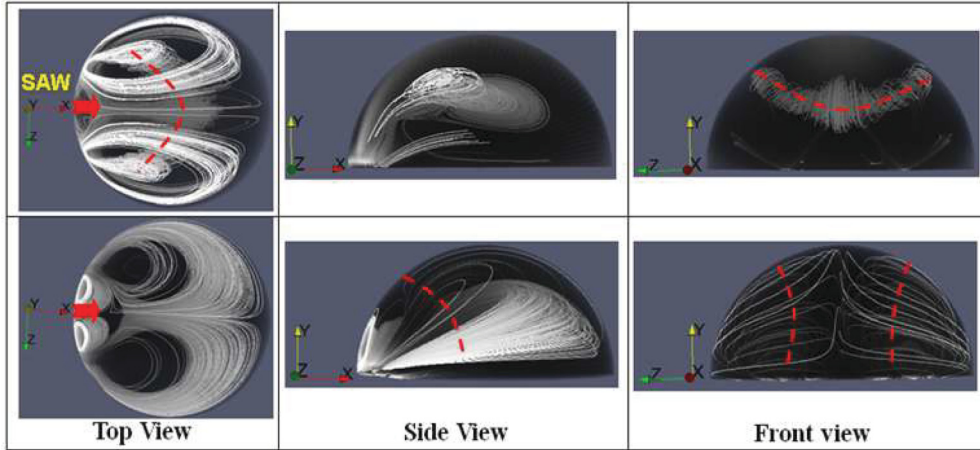 SAW
Y X
Z
Y
Z X
Y
Z X
Y X
Z
Y
Z X
Y
Z X
Top View
Side View
Front view